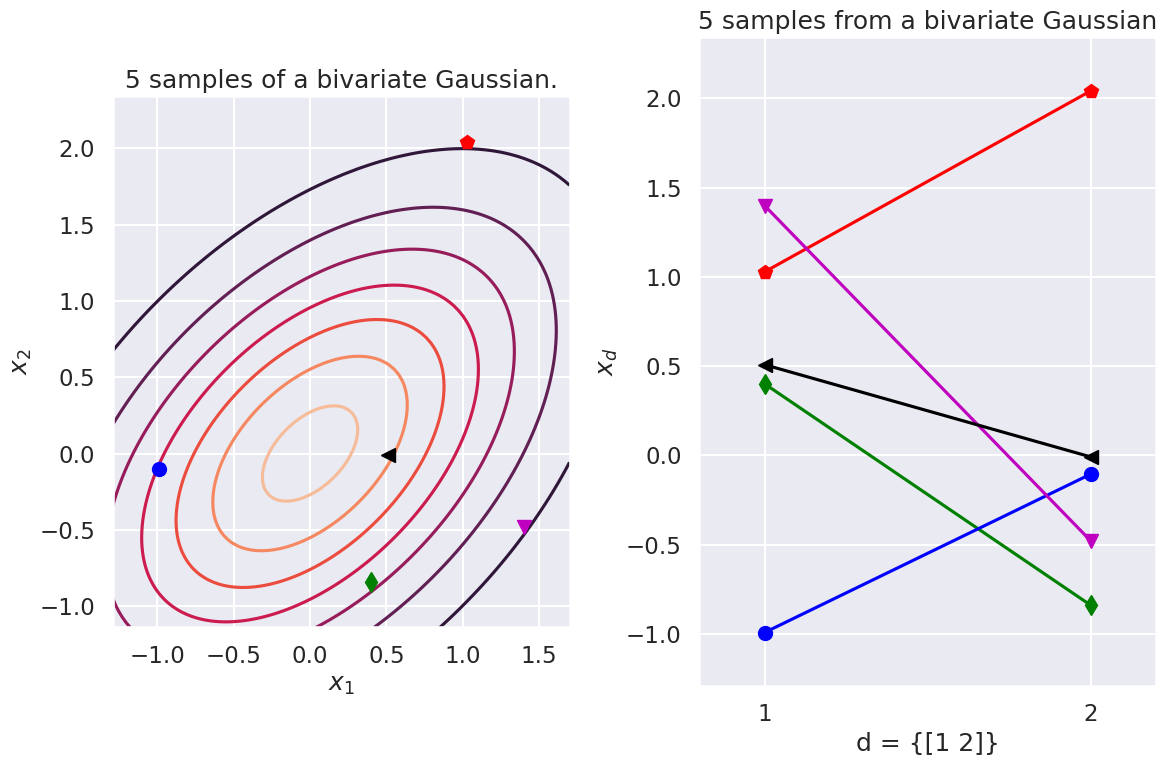 5 samples of a bivariate Gaussian.
x₂
2.0
1.5
1.0
0.5
0.0
−0.5
−1.0
−1.0 −0.5 0.0 0.5 1.0 1.5
x₁
5 samples from a bivariate Gaussian
x_d
2.0
1.5
1.0
0.5
0.0
−0.5
−1.0
1 2
d = {[1 2]}